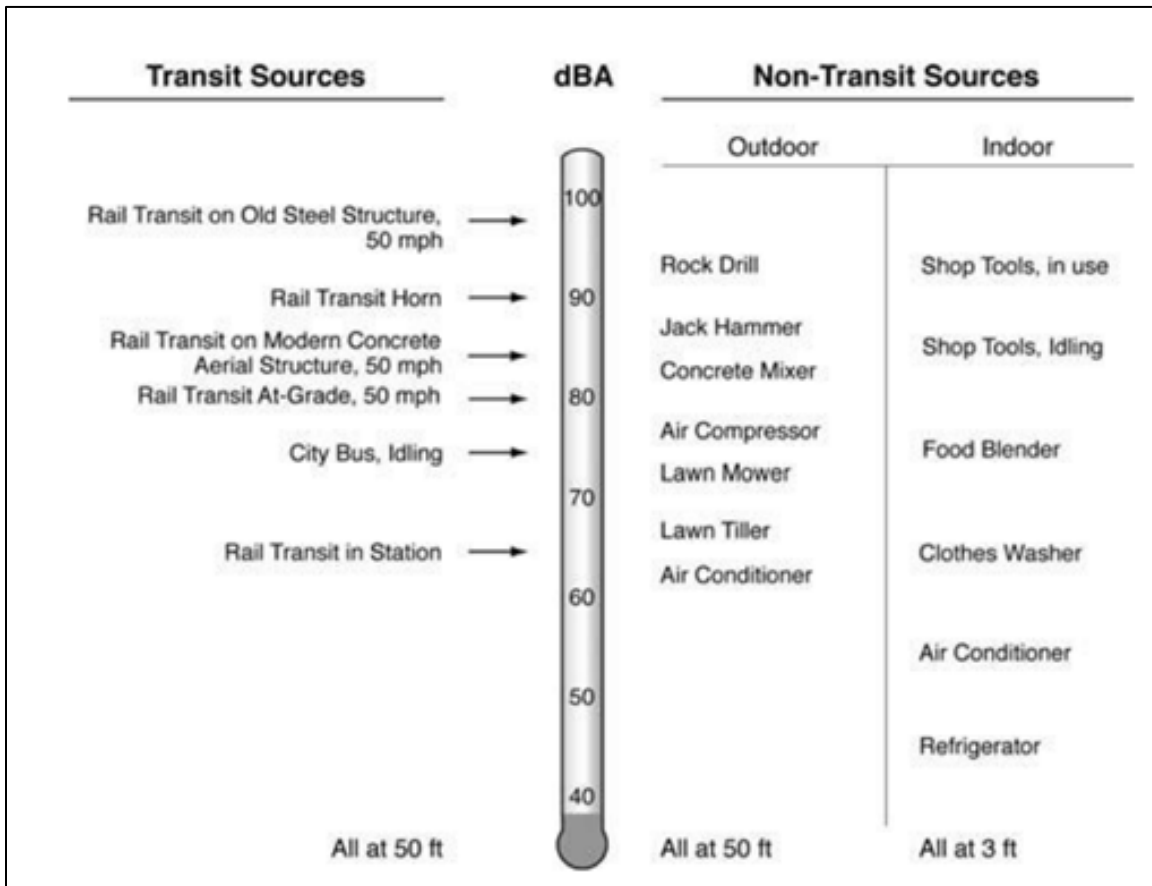 Transit Sources
dBA
Non-Transit Sources
Outdoor
Indoor
Rail Transit on Old Steel Structure,
50 mph
Rail Transit Horn
Rail Transit on Modern Concrete
Aerial Structure, 50 mph
Rail Transit At-Grade, 50 mph
City Bus, Idling
Rail Transit in Station
All at 50 ft
100
90
80
70
60
50
40
Rock Drill
Jack Hammer
Concrete Mixer
Air Compressor
Lawn Mower
Lawn Tiller
Air Conditioner
All at 50 ft
Shop Tools, in use
Shop Tools, Idling
Food Blender
Clothes Washer
Air Conditioner
Refrigerator
All at 3 ft